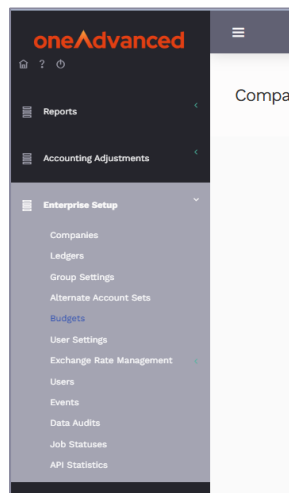 oneAdvanced
Compa
Reports
Accounting Adjustments
Enterprise Setup
Companies
Ledgers
Group Settings
Alternate Account Sets
Budgets
User Settings
Exchange Rate Management
Users
Events
Data Audits
Job Statuses
API Statistics